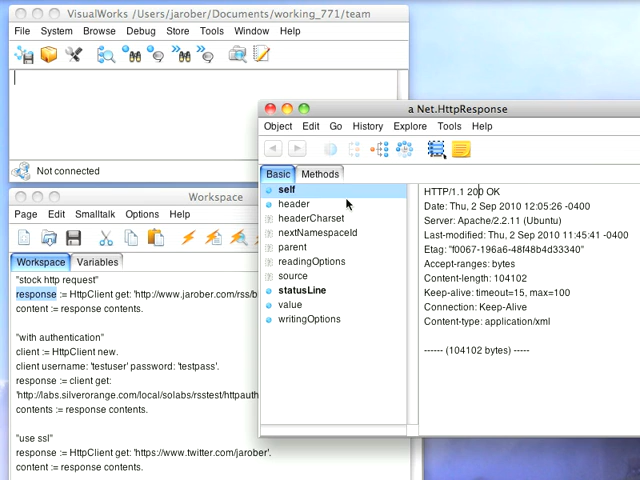 VisualWorks /Users/jarober/Documents/working_771/team
File System Browse Debug Store Tools Window Help
Not connected
Workspace
Page Edit Smalltalk Options Help
Workspace Variables
"stock http request"
response := HttpClient get: 'http://www.jarober.com/rss/b
content := response contents.
"with authentication"
client := HttpClient new.
client username: 'testuser' password: 'testpass'.
response := client get:
'http://labs.silverorange.com/local/solabs/rsstest/httpauth
contents := response contents.
"use ssl"
response := HttpClient get: 'https://www.twitter.com/jarober'.
content := response contents.
a Net.HttpResponse
Object Edit Go History Explore Tools Help
Basic Methods
self
header
headerCharset
nextNamespaceId
parent
readingOptions
source
statusLine
value
writingOptions
HTTP/1.1 200 OK
Date: Thu, 2 Sep 2010 12:05:26 -0400
Server: Apache/2.2.11 (Ubuntu)
Last-modified: Thu, 2 Sep 2010 11:45:41 -0400
Etag: "f0067-196a6-48f48b4d33340"
Accept-ranges: bytes
Content-length: 104102
Keep-alive: timeout=15, max=100
Connection: Keep-Alive
Content-type: application/xml
------ (104102 bytes) -----